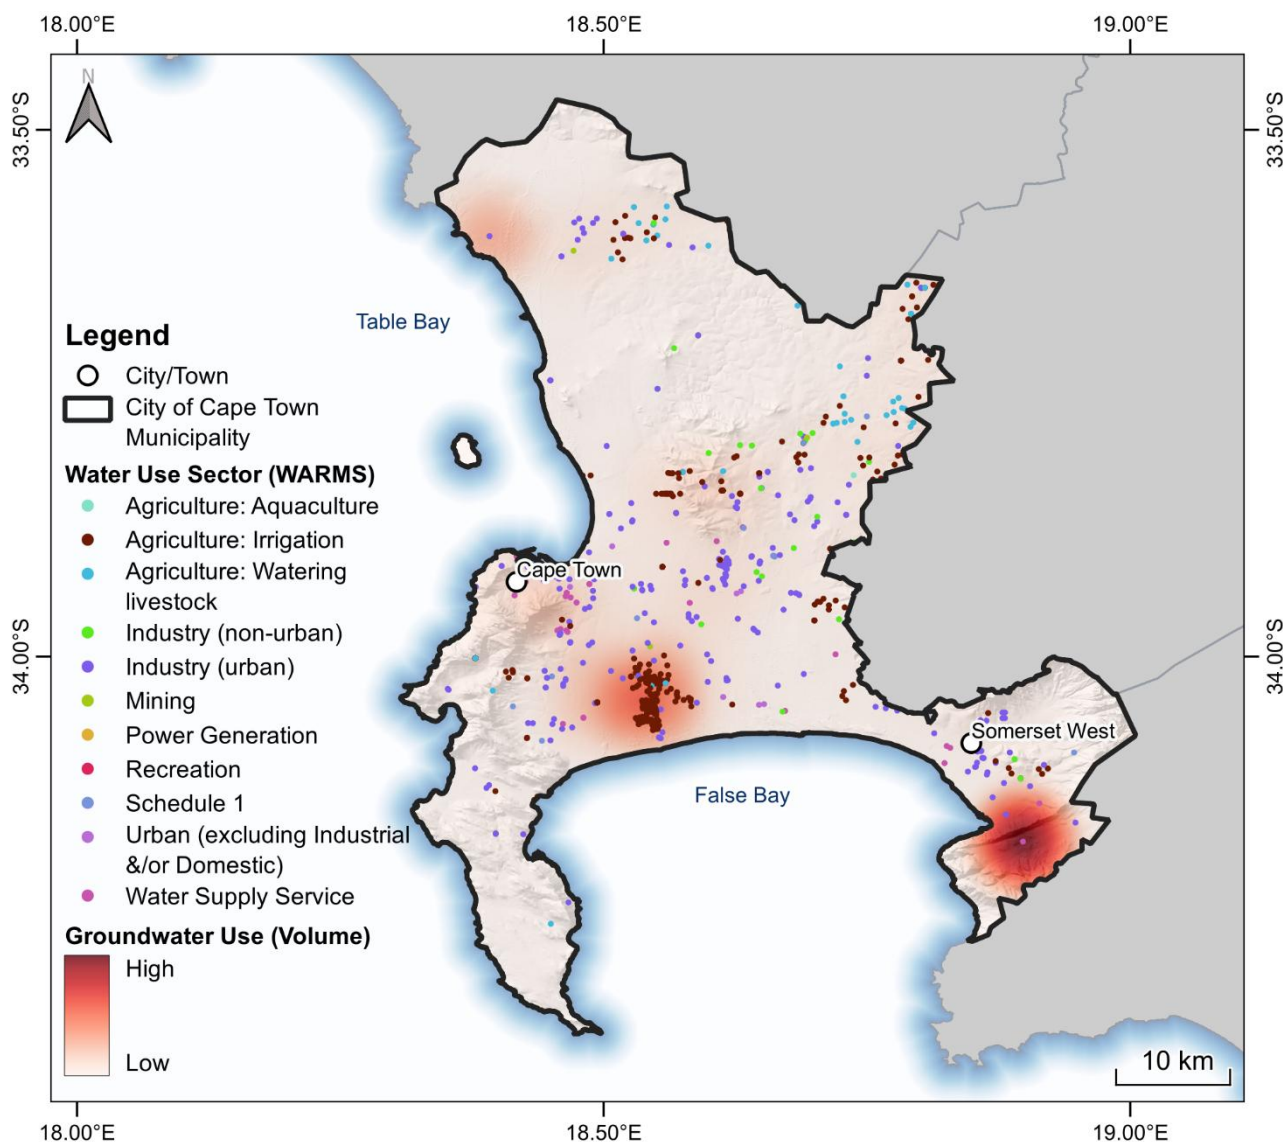 18.00°E
18.50°E
19.00°E
N
33.50°S
33.50°S
Table Bay
Legend
City/Town
City of Cape Town
Municipality
Water Use Sector (WARMS)
Agriculture: Aquaculture
Agriculture: Irrigation
Agriculture: Watering
livestock
Industry (non-urban)
Industry (urban)
Mining
Power Generation
Recreation
Schedule 1
Urban (excluding Industrial
&/or Domestic)
Water Supply Service
Groundwater Use (Volume)
High
Low
Cape Town
34.00°S
34.00°S
Somerset West
False Bay
10 km
18.00°E
18.50°E
19.00°E